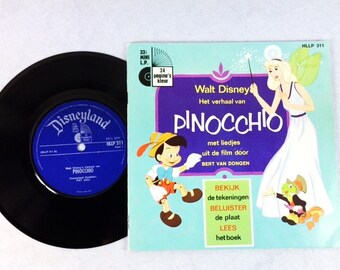 Disneyland
HLLP 311
PINOCCHIO
33⅓
MINI
L.P.
24
pagina's
kleur
HLLP 311
Walt Disney
Het verhaal van
PINOCCHIO
met liedjes
uit de film door
BERT VAN DONGEN
BEKIJK
de tekeningen
BELUISTER
de plaat
LEES
het boek